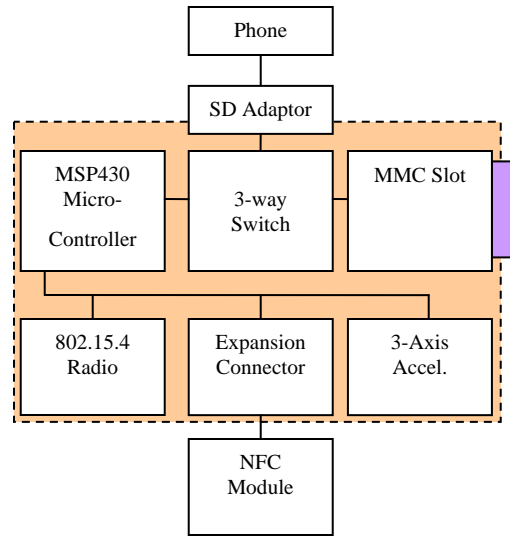 Phone
SD Adaptor
MSP430
Micro-
Controller
3-way
Switch
MMC Slot
802.15.4
Radio
Expansion
Connector
3-Axis
Accel.
NFC
Module